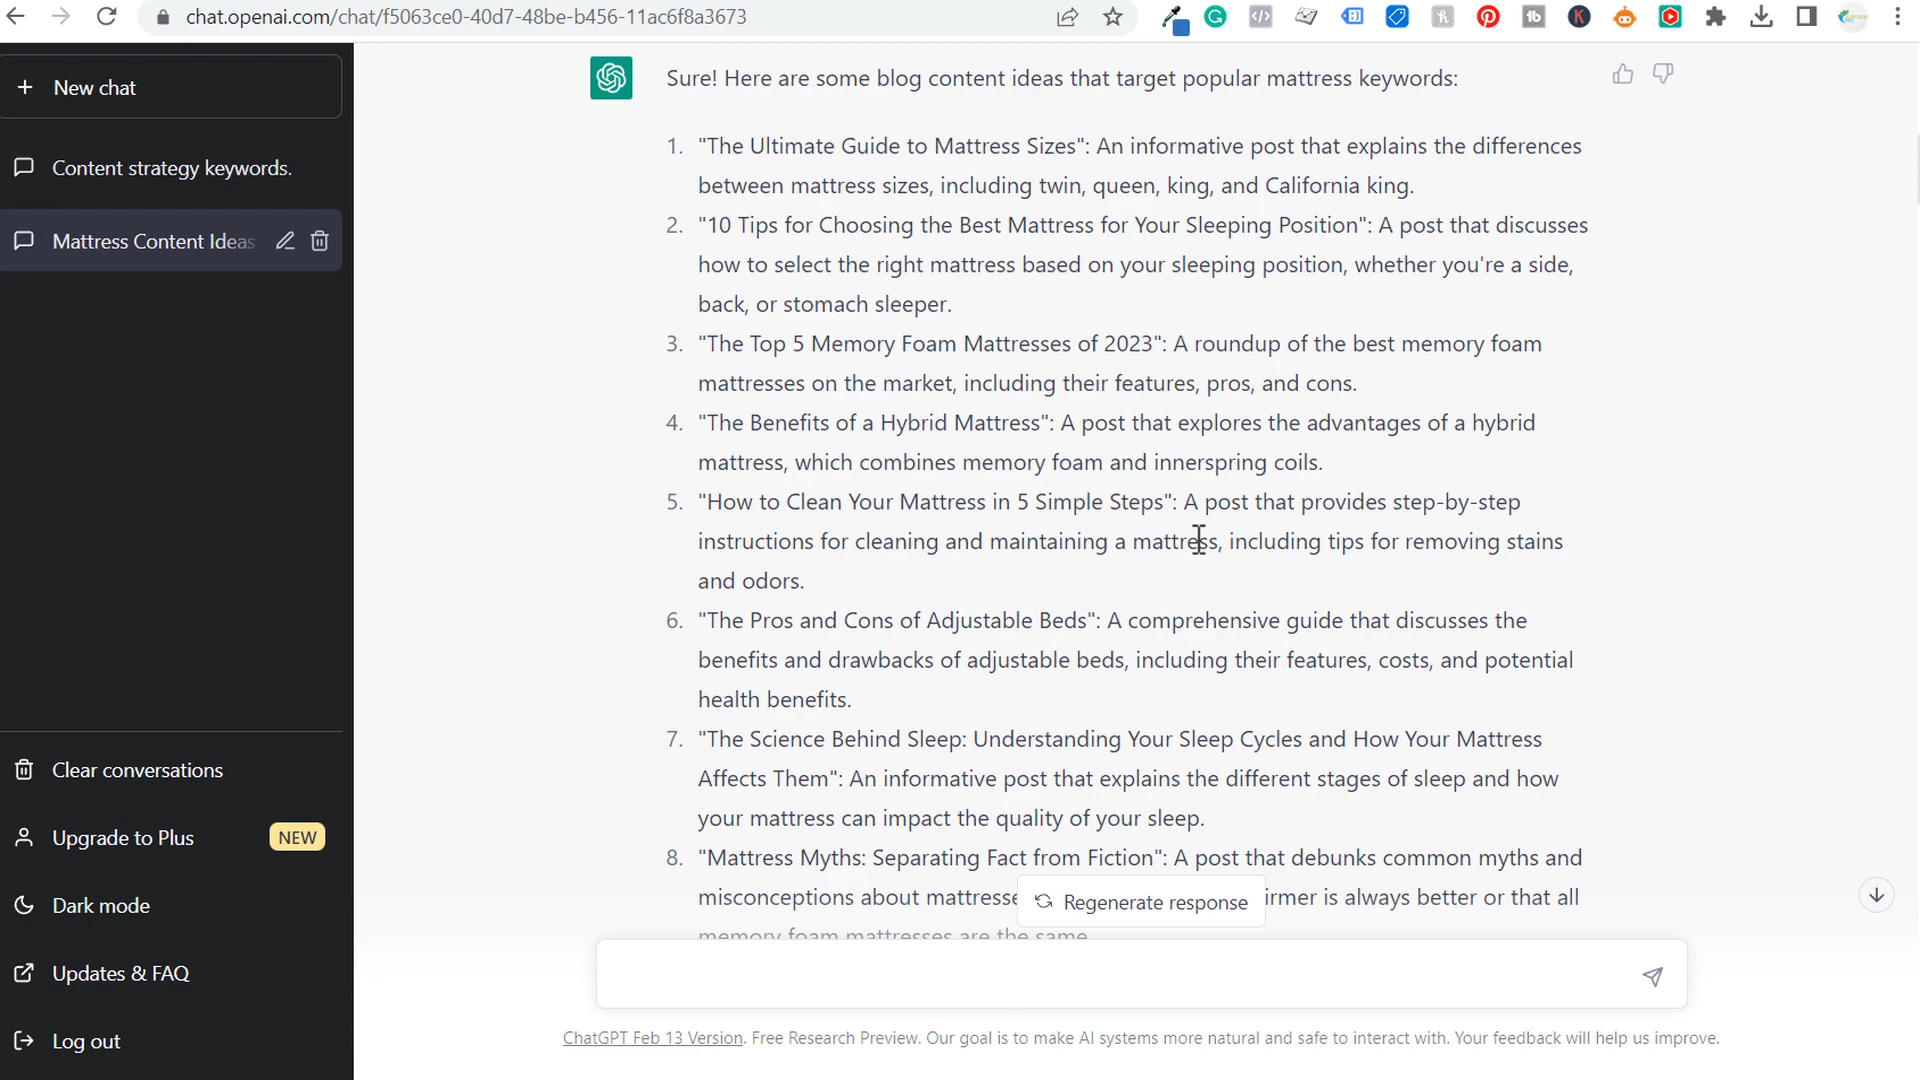 chat.openai.com/chat/f5063ce0-40d7-48be-b456-11ac6f8a3673
+ New chat
Content strategy keywords.
Mattress Content Ideas
Clear conversations
Upgrade to Plus NEW
Dark mode
Updates & FAQ
Log out
Sure! Here are some blog content ideas that target popular mattress keywords:
1. "The Ultimate Guide to Mattress Sizes": An informative post that explains the differences
between mattress sizes, including twin, queen, king, and California king.
2. "10 Tips for Choosing the Best Mattress for Your Sleeping Position": A post that discusses
how to select the right mattress based on your sleeping position, whether you're a side,
back, or stomach sleeper.
3. "The Top 5 Memory Foam Mattresses of 2023": A roundup of the best memory foam
mattresses on the market, including their features, pros, and cons.
4. "The Benefits of a Hybrid Mattress": A post that explores the advantages of a hybrid
mattress, which combines memory foam and innerspring coils.
5. "How to Clean Your Mattress in 5 Simple Steps": A post that provides step-by-step
instructions for cleaning and maintaining a mattress, including tips for removing stains
and odors.
6. "The Pros and Cons of Adjustable Beds": A comprehensive guide that discusses the
benefits and drawbacks of adjustable beds, including their features, costs, and potential
health benefits.
7. "The Science Behind Sleep: Understanding Your Sleep Cycles and How Your Mattress
Affects Them": An informative post that explains the different stages of sleep and how
your mattress can impact the quality of your sleep.
8. "Mattress Myths: Separating Fact from Fiction": A post that debunks common myths and
misconceptions about mattresse irmer is always better or that all
memory foam mattresses are the same.
Regenerate response
ChatGPT Feb 13 Version. Free Research Preview. Our goal is to make AI systems more natural and safe to interact with. Your feedback will help us improve.